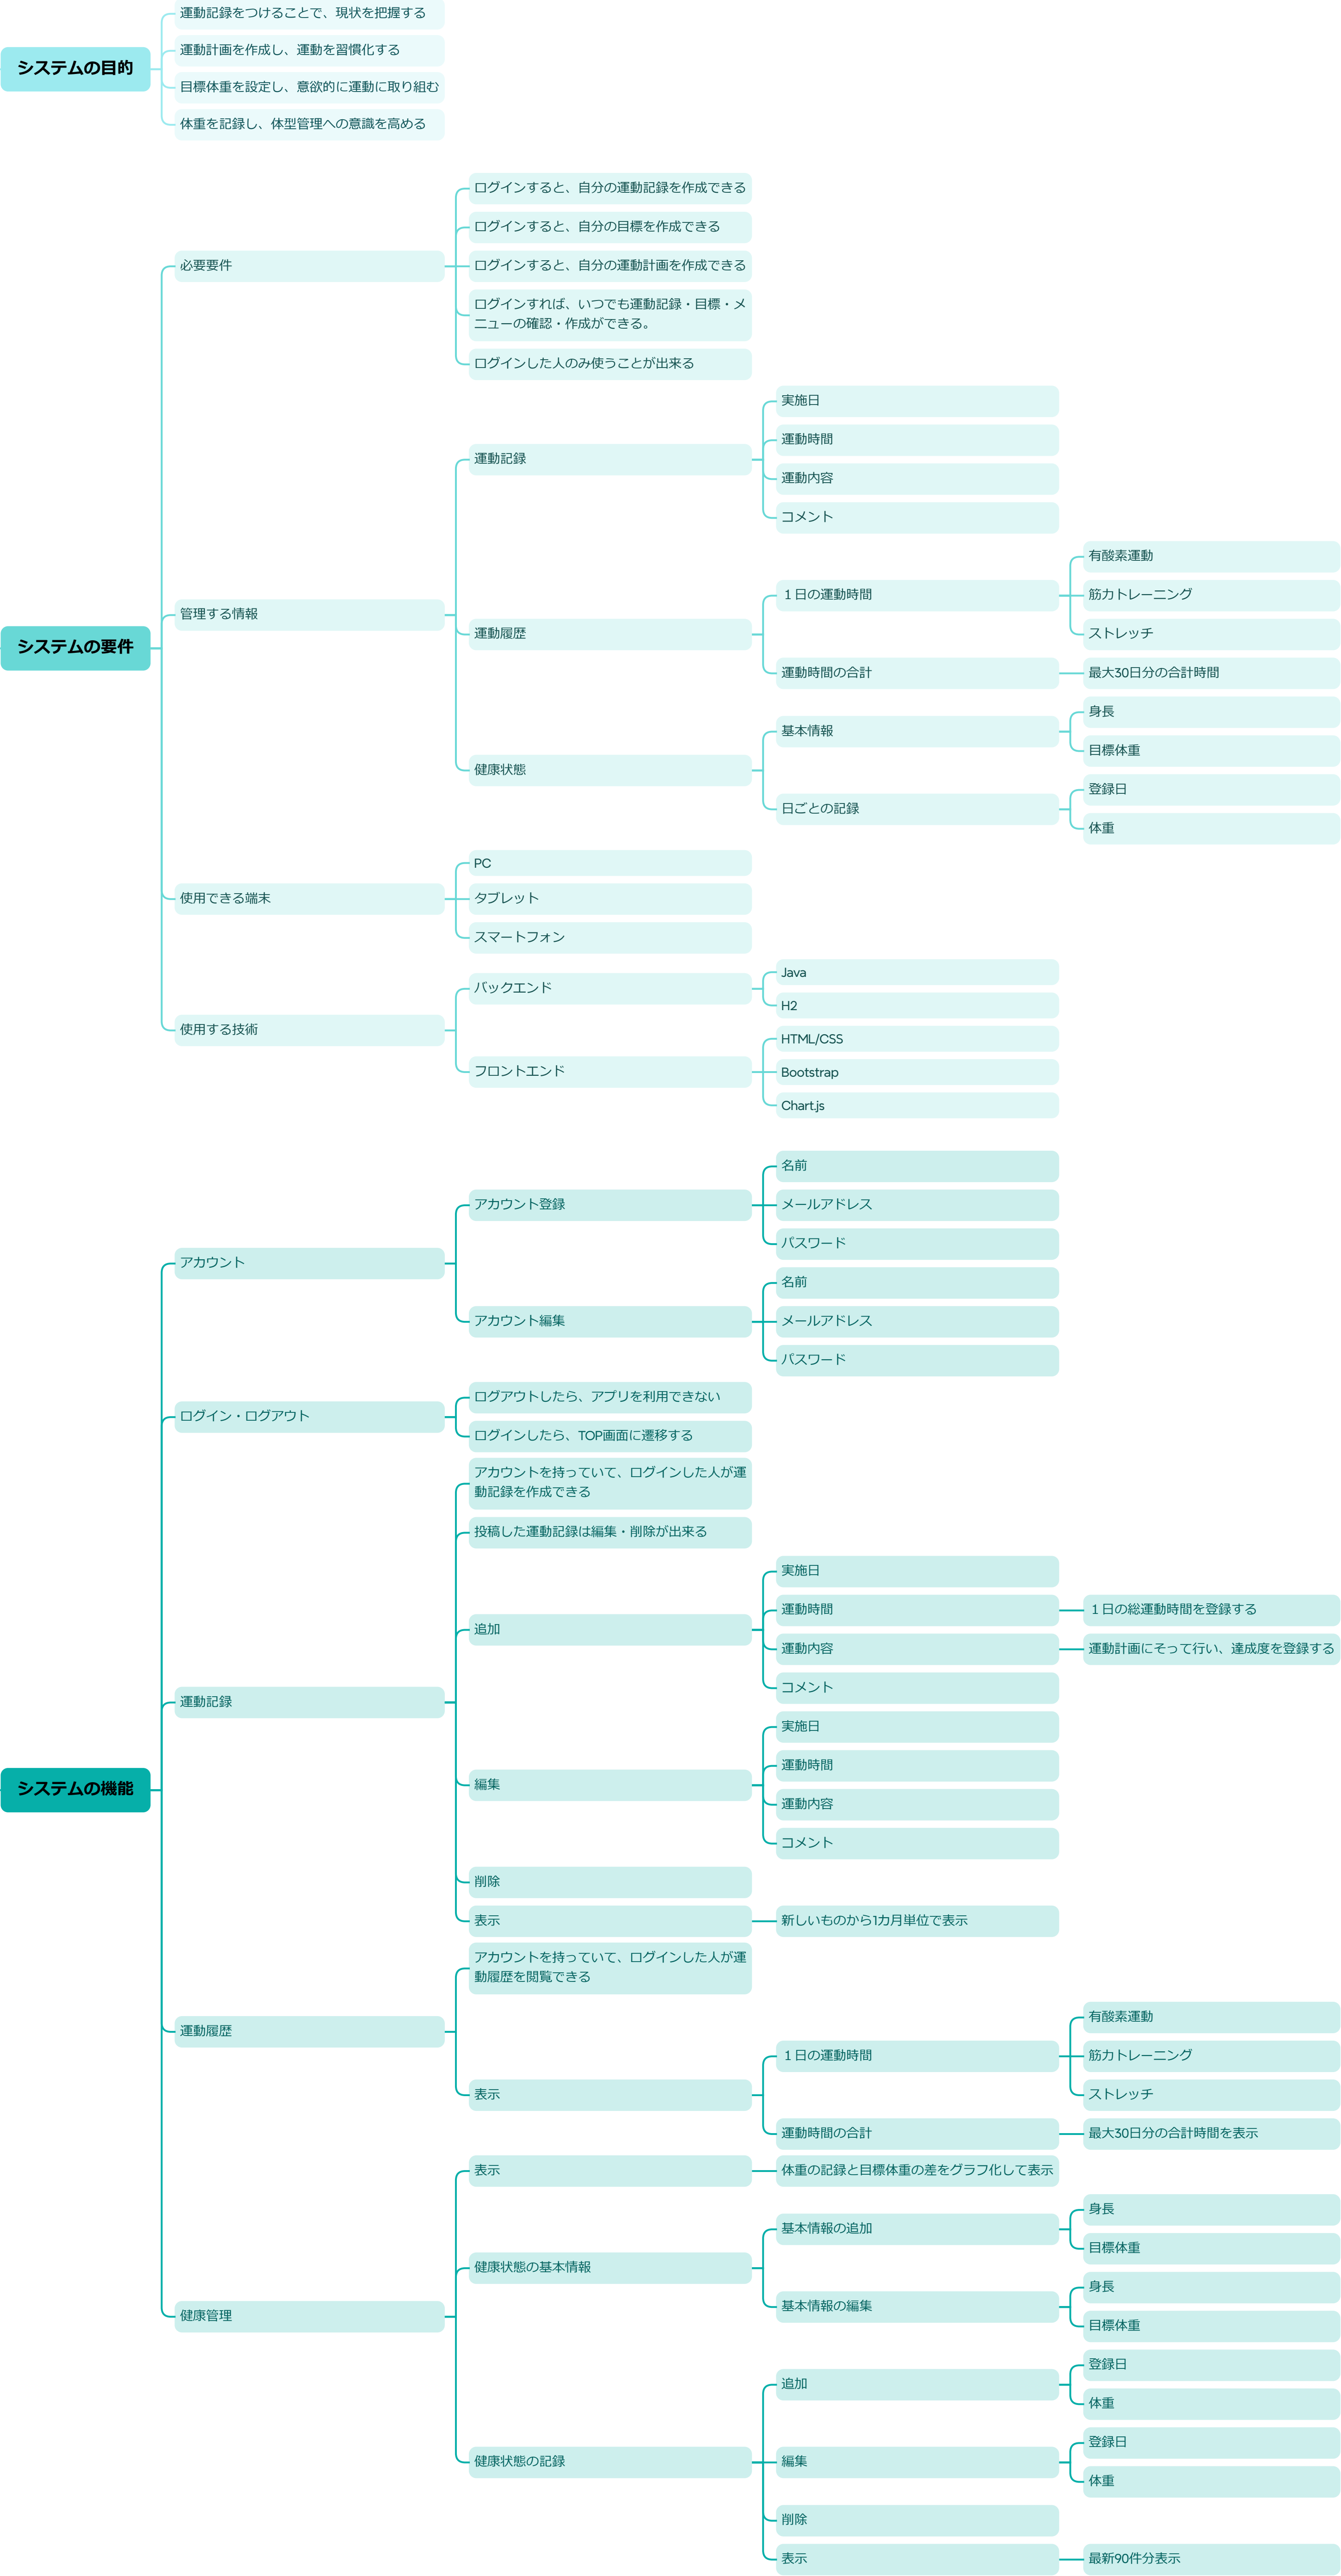 システムの目的
運動記録をつけることで、現状を把握する
運動計画を作成し、運動を習慣化する
目標体重を設定し、意欲的に運動に取り組む
体重を記録し、体型管理への意識を高める
システムの要件
必要要件
ログインすると、自分の運動記録を作成できる
ログインすると、自分の目標を作成できる
ログインすると、自分の運動計画を作成できる
ログインすれば、いつでも運動記録・目標・メ
ニューの確認・作成ができる。
ログインした人のみ使うことが出来る
管理する情報
運動記録
実施日
運動時間
運動内容
コメント
運動履歴
１日の運動時間
有酸素運動
筋力トレーニング
ストレッチ
運動時間の合計
最大30日分の合計時間
健康状態
基本情報
身長
目標体重
日ごとの記録
登録日
体重
使用できる端末
PC
タブレット
スマートフォン
使用する技術
バックエンド
Java
H2
フロントエンド
HTML/CSS
Bootstrap
Chart.js
システムの機能
アカウント
アカウント登録
名前
メールアドレス
パスワード
アカウント編集
名前
メールアドレス
パスワード
ログイン・ログアウト
ログアウトしたら、アプリを利用できない
ログインしたら、TOP画面に遷移する
運動記録
アカウントを持っていて、ログインした人が運
動記録を作成できる
投稿した運動記録は編集・削除が出来る
追加
実施日
運動時間
１日の総運動時間を登録する
運動内容
運動計画にそって行い、達成度を登録する
コメント
編集
実施日
運動時間
運動内容
コメント
削除
表示
新しいものから1カ月単位で表示
運動履歴
アカウントを持っていて、ログインした人が運
動履歴を閲覧できる
表示
１日の運動時間
有酸素運動
筋力トレーニング
ストレッチ
運動時間の合計
最大30日分の合計時間を表示
健康管理
表示
体重の記録と目標体重の差をグラフ化して表示
健康状態の基本情報
基本情報の追加
身長
目標体重
基本情報の編集
身長
目標体重
健康状態の記録
追加
登録日
体重
編集
登録日
体重
削除
表示
最新90件分表示